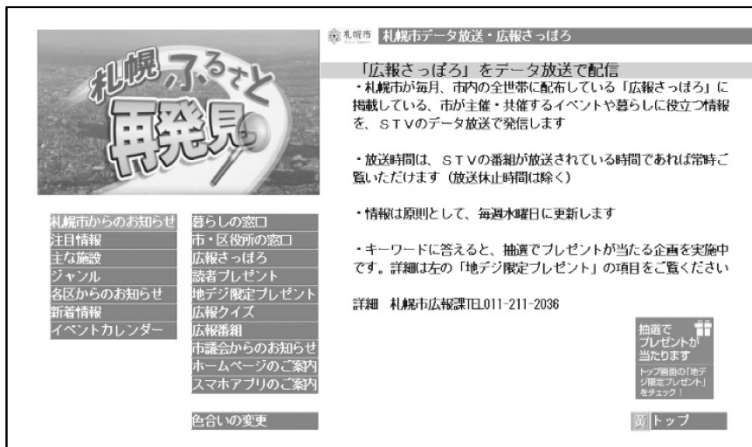 札幌ふるさと
再発見
札幌市からのお知らせ
注目情報
主な施設
ジャンル
各区からのお知らせ
新着情報
イベントカレンダー
暮らしの窓口
市・区役所の窓口
広報さっぽろ
読者プレゼント
地デジ限定プレゼント
広報クイズ
広報番組
市議会からのお知らせ
ホームページのご案内
スマホアプリのご案内
色合いの変更
札幌市 札幌市データ放送・広報さっぽろ
「広報さっぽろ」をデータ放送で配信
・札幌市が毎月、市内の全世帯に配布している「広報さっぽろ」に
掲載している、市が主催・共催するイベントや暮らしに役立つ情報
を、ＳＴＶのデータ放送で発信します
・放送時間は、ＳＴＶの番組が放送されている時間であれば常時ご
覧いただけます（放送休止時間は除く）
・情報は原則として、毎週水曜日に更新します
・キーワードに答えると、抽選でプレゼントが当たる企画を実施中
です。詳細は左の「地デジ限定プレゼント」の項目をご覧ください
詳細　札幌市広報課TEL011-211-2036
抽選で
プレゼントが
当たります
トップ画面の「地デ
ジ限定プレゼント」
をチェック！
黄 トップ